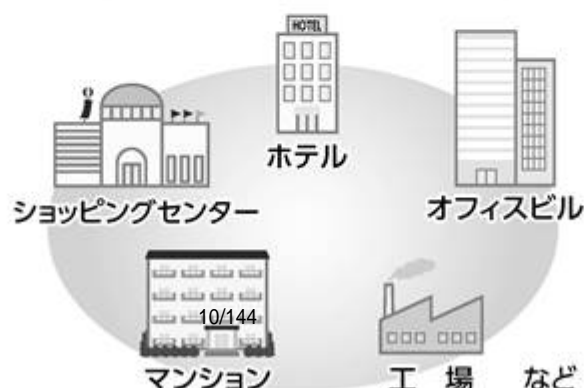 HOTEL
ホテル
ショッピングセンター
オフィスビル
10/144
マンション
工 場 など